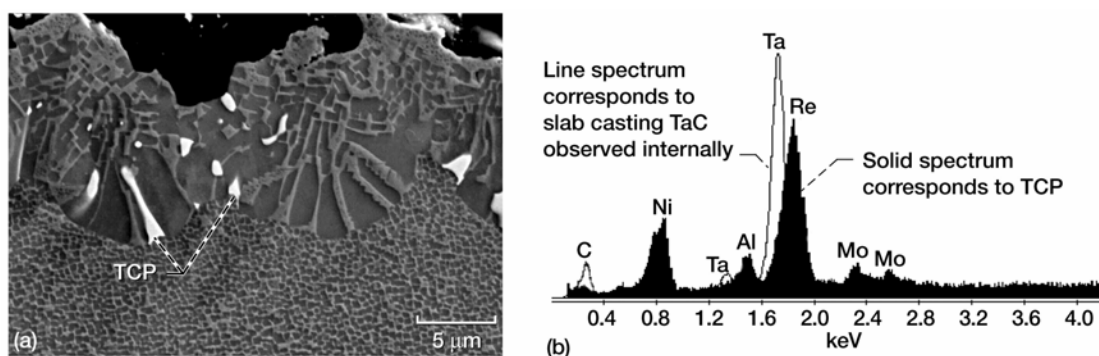 TCP
(a)
5 µm
Line spectrum
corresponds to
slab casting TaC
observed internally
Ta
Re
Solid spectrum
corresponds to TCP
C
Ni
Ta
Al
Mo
Mo
0.4 0.8 1.2 1.6 2.0 2.4 2.8 3.2 3.6 4.0
keV
(b)